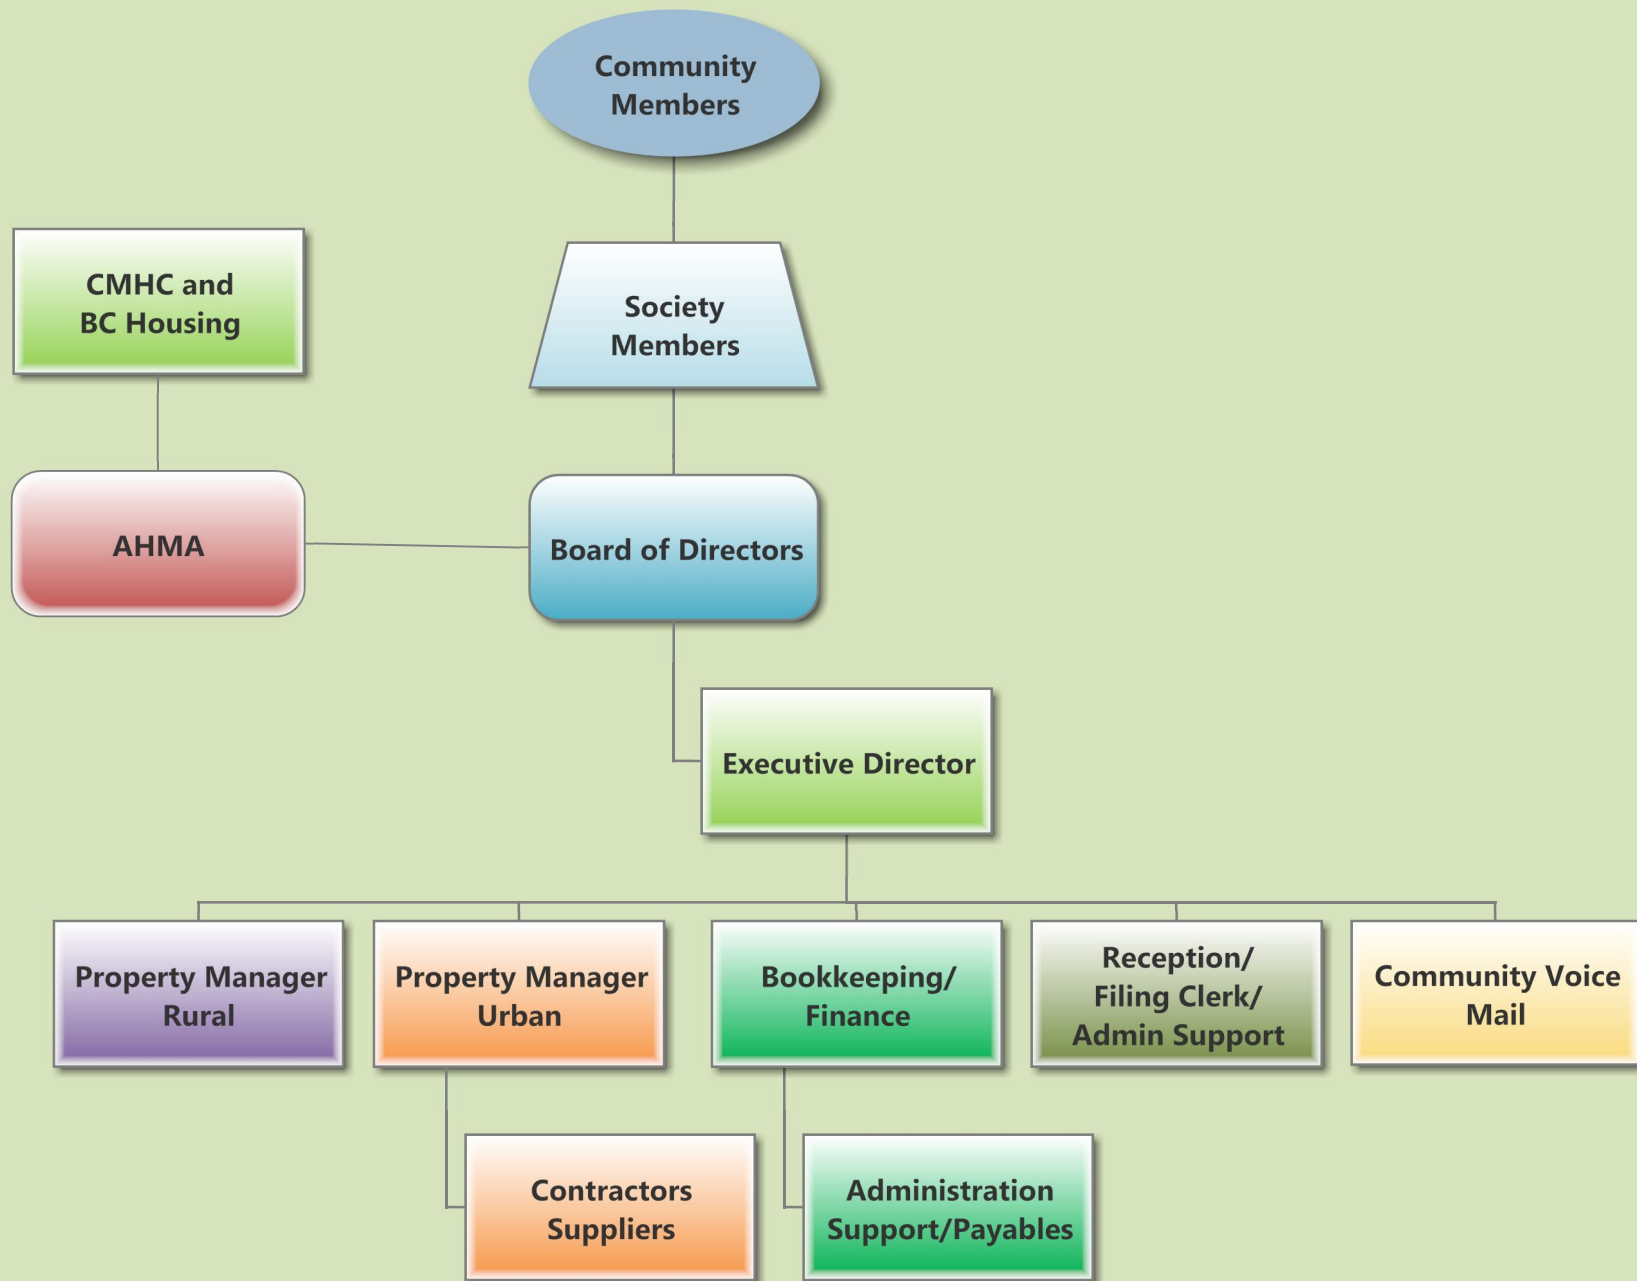 Community
Members
CMHC and
BC Housing
Society
Members
AHMA
Board of Directors
Executive Director
Property Manager
Rural
Property Manager
Urban
Bookkeeping/
Finance
Reception/
Filing Clerk/
Admin Support
Community Voice
Mail
Contractors
Suppliers
Administration
Support/Payables